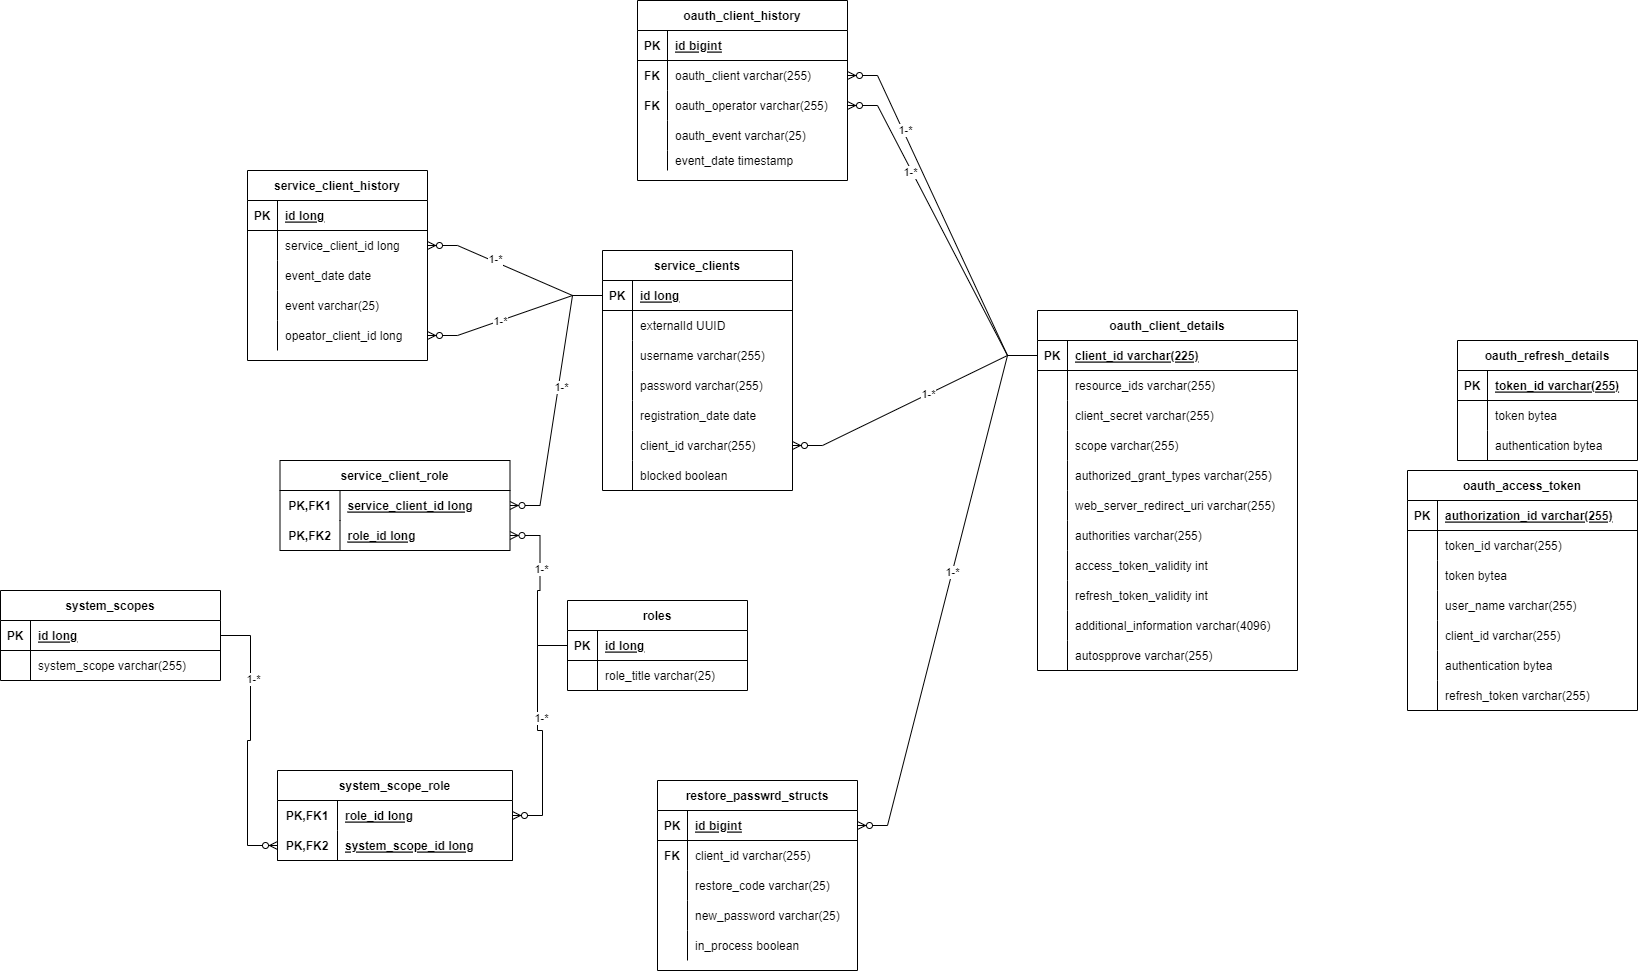 oauth_client_history
PK id bigint
FK oauth_client varchar(255)
FK oauth_operator varchar(255)
oauth_event varchar(25)
event_date timestamp
1-*
1-*
service_client_history
PK id long
service_client_id long
event_date date
event varchar(25)
opeator_client_id long
1-*
1-*
service_clients
PK id long
externalId UUID
username varchar(255)
password varchar(255)
registration_date date
client_id varchar(255)
blocked boolean
1-*
1-*
oauth_client_details
PK client_id varchar(225)
resource_ids varchar(255)
client_secret varchar(255)
scope varchar(255)
authorized_grant_types varchar(255)
web_server_redirect_uri varchar(255)
authorities varchar(255)
access_token_validity int
refresh_token_validity int
additional_information varchar(4096)
autospprove varchar(255)
oauth_refresh_details
PK token_id varchar(255)
token bytea
authentication bytea
oauth_access_token
PK authorization_id varchar(255)
token_id varchar(255)
token bytea
user_name varchar(255)
client_id varchar(255)
authentication bytea
refresh_token varchar(255)
service_client_role
PK,FK1 service_client_id long
PK,FK2 role_id long
1-*
1-*
system_scopes
PK id long
system_scope varchar(255)
1-*
roles
PK id long
role_title varchar(25)
1-*
system_scope_role
PK,FK1 role_id long
PK,FK2 system_scope_id long
restore_passwrd_structs
PK id bigint
FK client_id varchar(255)
restore_code varchar(25)
new_password varchar(25)
in_process boolean